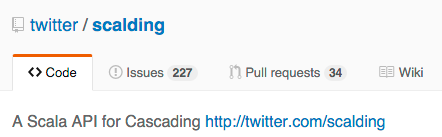 twitter / scalding
Code Issues 227 Pull requests 34 Wiki
A Scala API for Cascading http://twitter.com/scalding